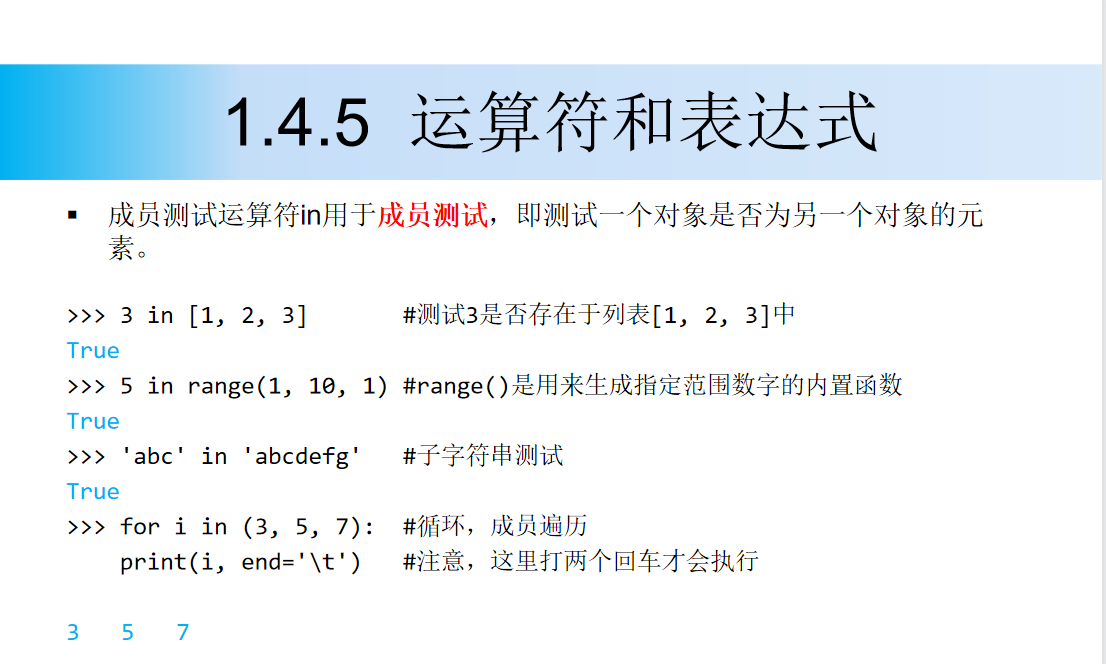 1.4.5 运算符和表达式
▪ 成员测试运算符in用于成员测试，即测试一个对象是否为另一个对象的元
素。
>>> 3 in [1, 2, 3] #测试3是否存在于列表[1, 2, 3]中
True
>>> 5 in range(1, 10, 1) #range()是用来生成指定范围数字的内置函数
True
>>> 'abc' in 'abcdefg' #子字符串测试
True
>>> for i in (3, 5, 7): #循环，成员遍历
print(i, end='\t') #注意，这里打两个回车才会执行
3 5 7